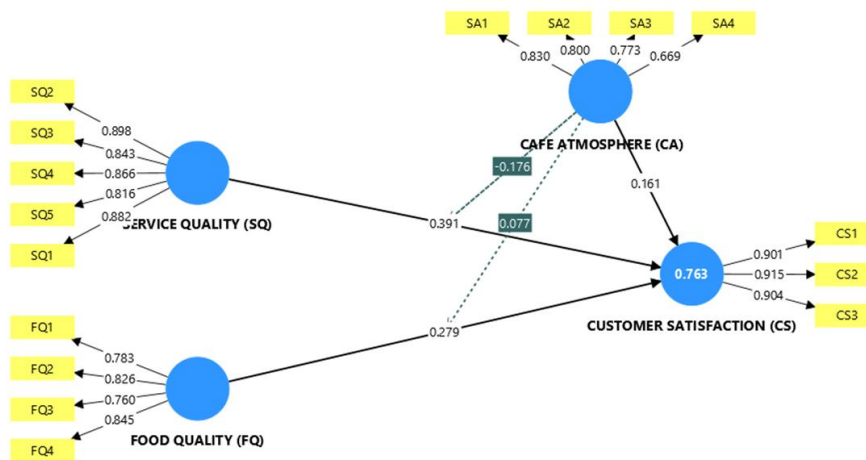 SA1
SA2
SA3
SA4
0.830
0.800
0.773
0.669
CAFE ATMOSPHERE (CA)
SQ2
SQ3
SQ4
SQ5
SQ1
0.898
0.843
0.866
0.816
0.882
SERVICE QUALITY (SQ)
-0.176
0.077
0.161
0.391
0.279
0.763
CUSTOMER SATISFACTION (CS)
0.901
0.915
0.904
CS1
CS2
CS3
FQ1
FQ2
FQ3
FQ4
0.783
0.826
0.760
0.845
FOOD QUALITY (FQ)